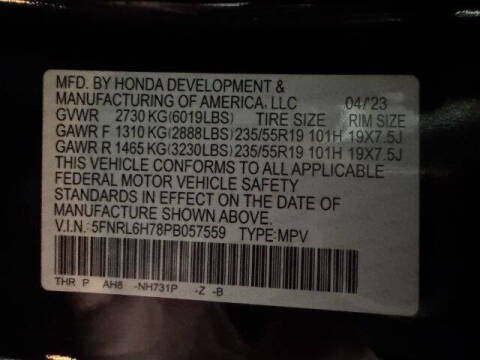 MFD. BY HONDA DEVELOPMENT &
MANUFACTURING OF AMERICA, LLC 04/'23
GVWR 2730 KG(6019LBS) TIRE SIZE RIM SIZE
GAWR F 1310 KG(2888LBS) 235/55R19 101H 19X7.5J
GAWR R 1465 KG(3230LBS) 235/55R19 101H 19X7.5J
THIS VEHICLE CONFORMS TO ALL APPLICABLE
FEDERAL MOTOR VEHICLE SAFETY
STANDARDS IN EFFECT ON THE DATE OF
MANUFACTURE SHOWN ABOVE.
V.I.N.: 5FNRL6H78PB057559 TYPE:MPV
THR P AH8 -NH731P -Z -B